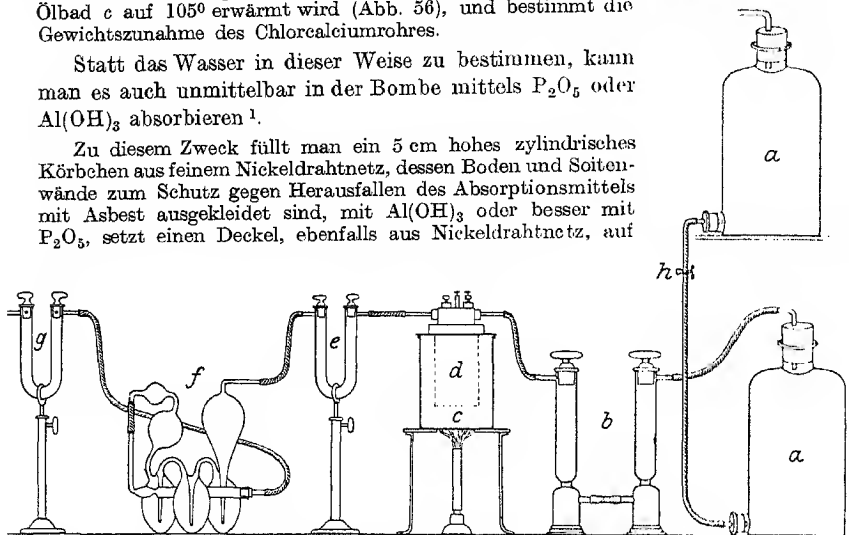 Ölbad c auf 105⁰ erwärmt wird (Abb. 56), und bestimmt die
Gewichtszunahme des Chlorcalciumrohres.
Statt das Wasser in dieser Weise zu bestimmen, kann
man es auch unmittelbar in der Bombe mittels P₂O₅ oder
Al(OH)₃ absorbieren ¹.
Zu diesem Zweck füllt man ein 5 cm hohes zylindrisches
Körbchen aus feinem Nickeldrahtnetz, dessen Boden und Seiten-
wände zum Schutz gegen Herausfallen des Absorptionsmittels
mit Asbest ausgekleidet sind, mit Al(OH)₃ oder besser mit
P₂O₅, setzt einen Deckel, ebenfalls aus Nickeldrahtnetz, auf
a
h
g
f
e
d
c
b
a